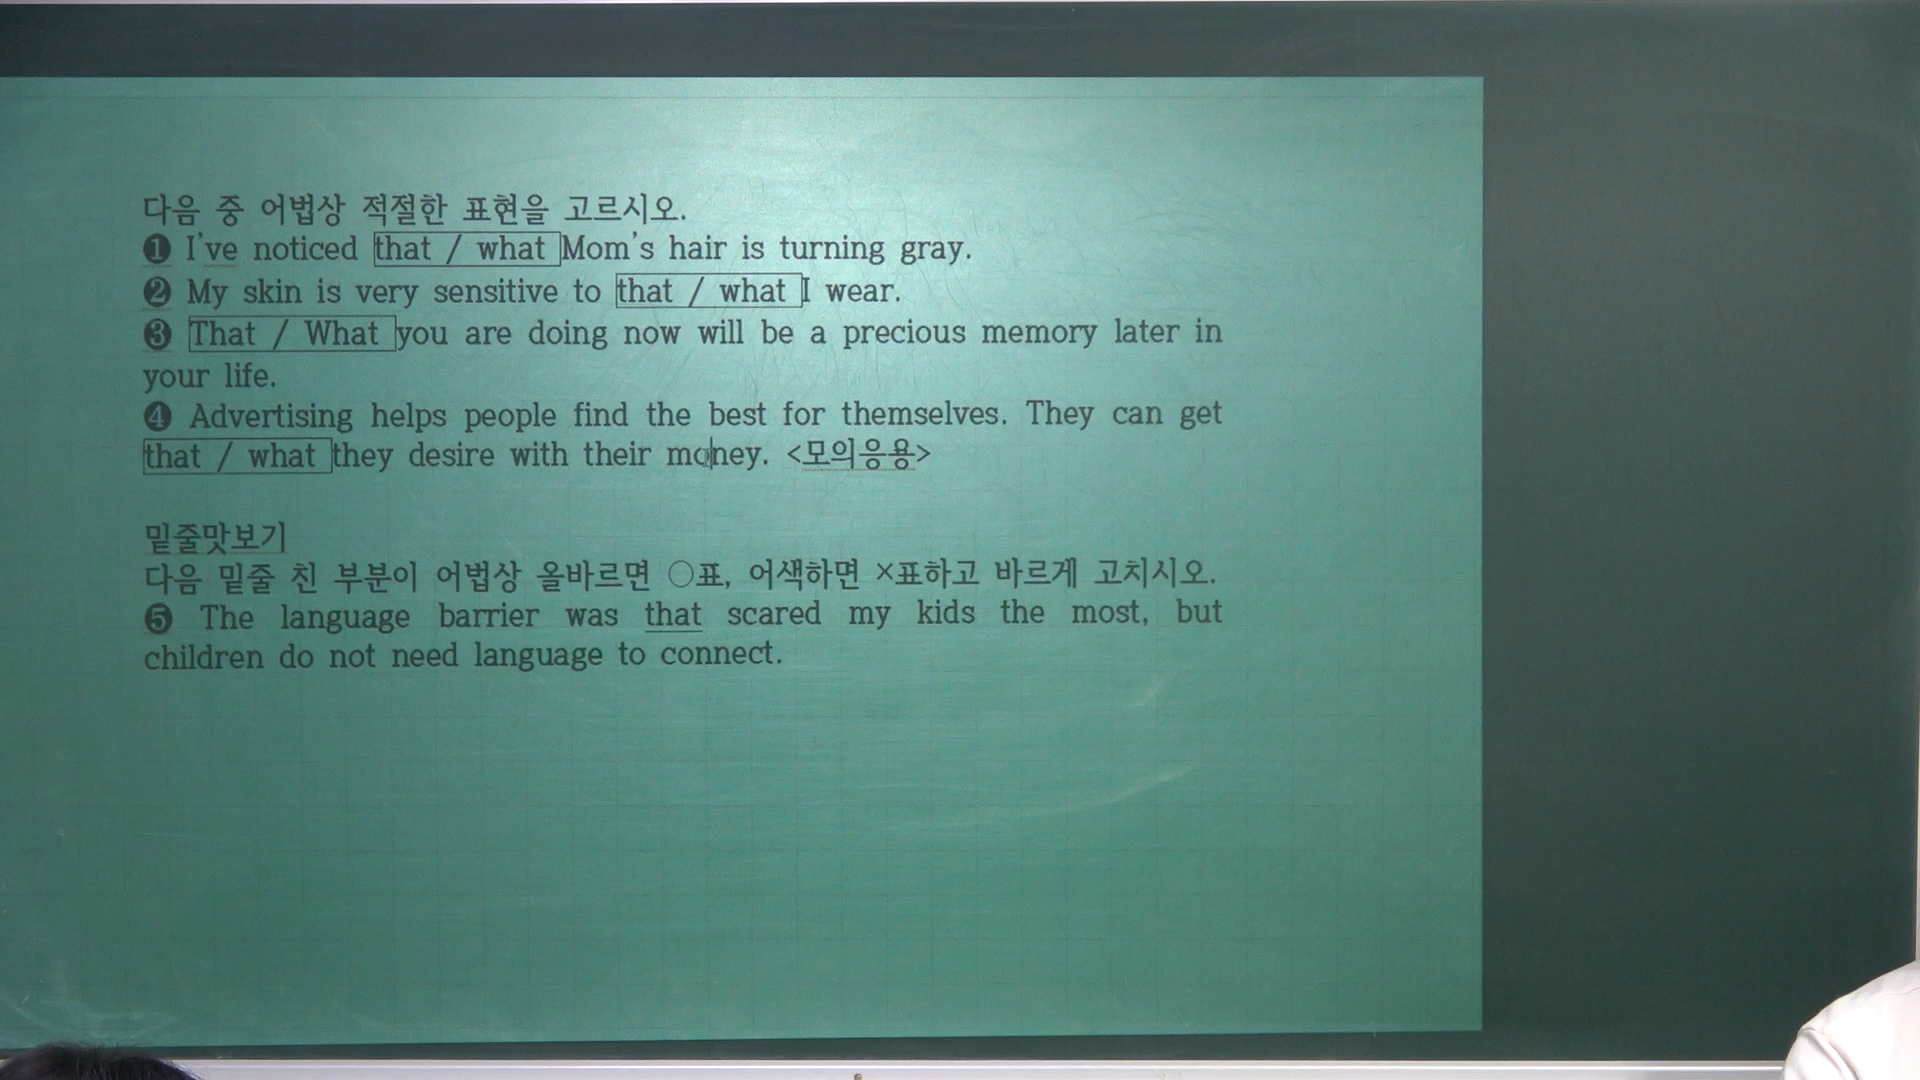 다음 중 어법상 적절한 표현을 고르시오.
❶ I've noticed that / what Mom's hair is turning gray.
❷ My skin is very sensitive to that / what I wear.
❸ That / What you are doing now will be a precious memory later in
your life.
❹ Advertising helps people find the best for themselves. They can get
that / what they desire with their money. <모의응용>
밑줄맛보기
다음 밑줄 친 부분이 어법상 올바르면 ○표, 어색하면 ×표하고 바르게 고치시오.
❺ The language barrier was that scared my kids the most, but
children do not need language to connect.